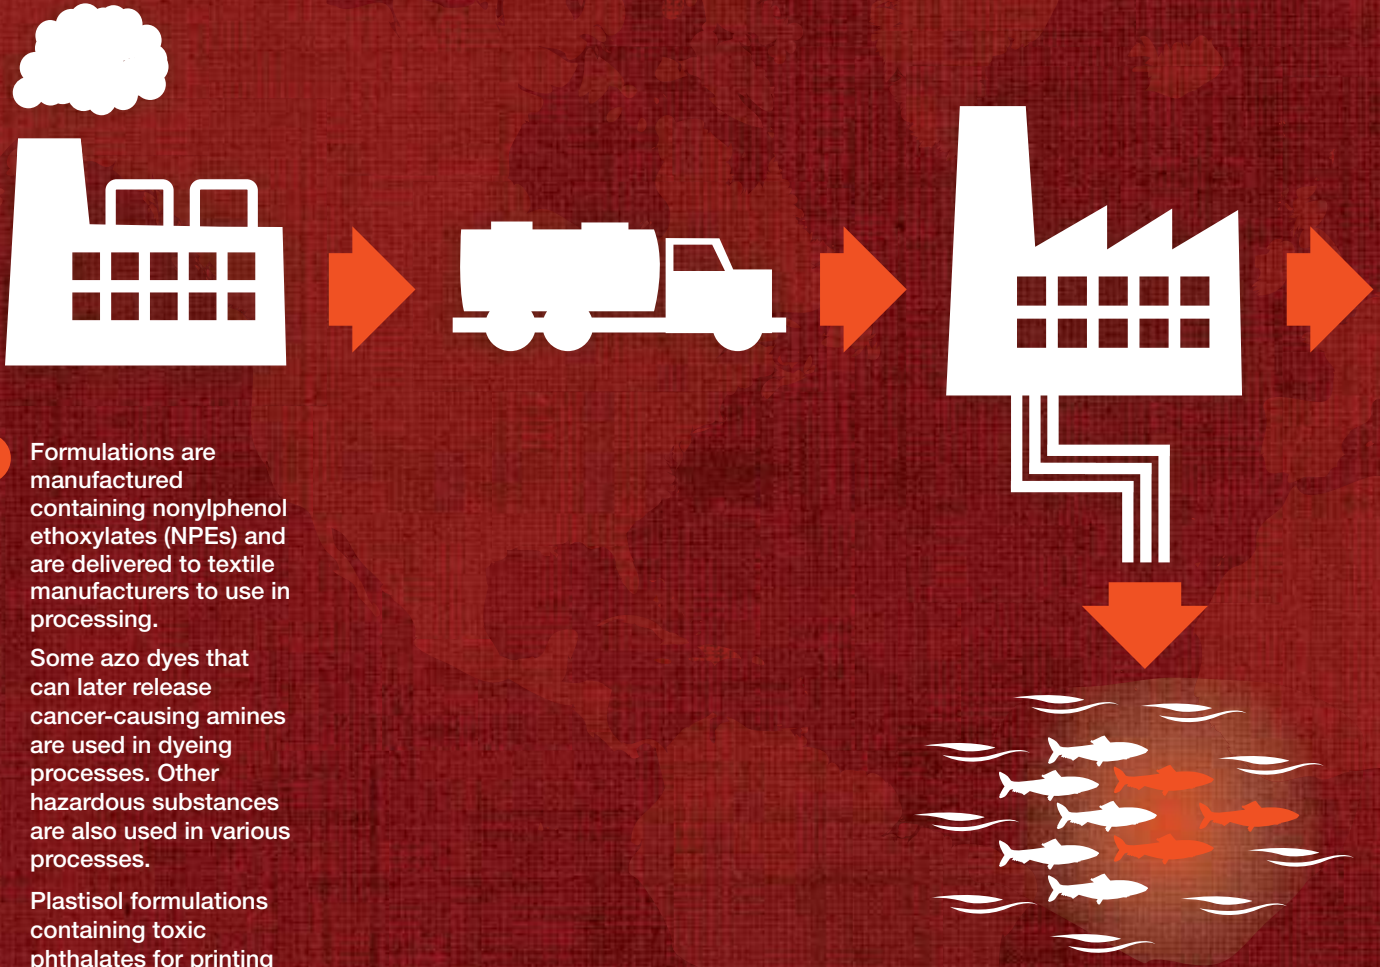 Formulations are
manufactured
containing nonylphenol
ethoxylates (NPEs) and
are delivered to textile
manufacturers to use in
processing.
Some azo dyes that
can later release
cancer-causing amines
are used in dyeing
processes. Other
hazardous substances
are also used in various
processes.
Plastisol formulations
containing toxic
phthalates for printing